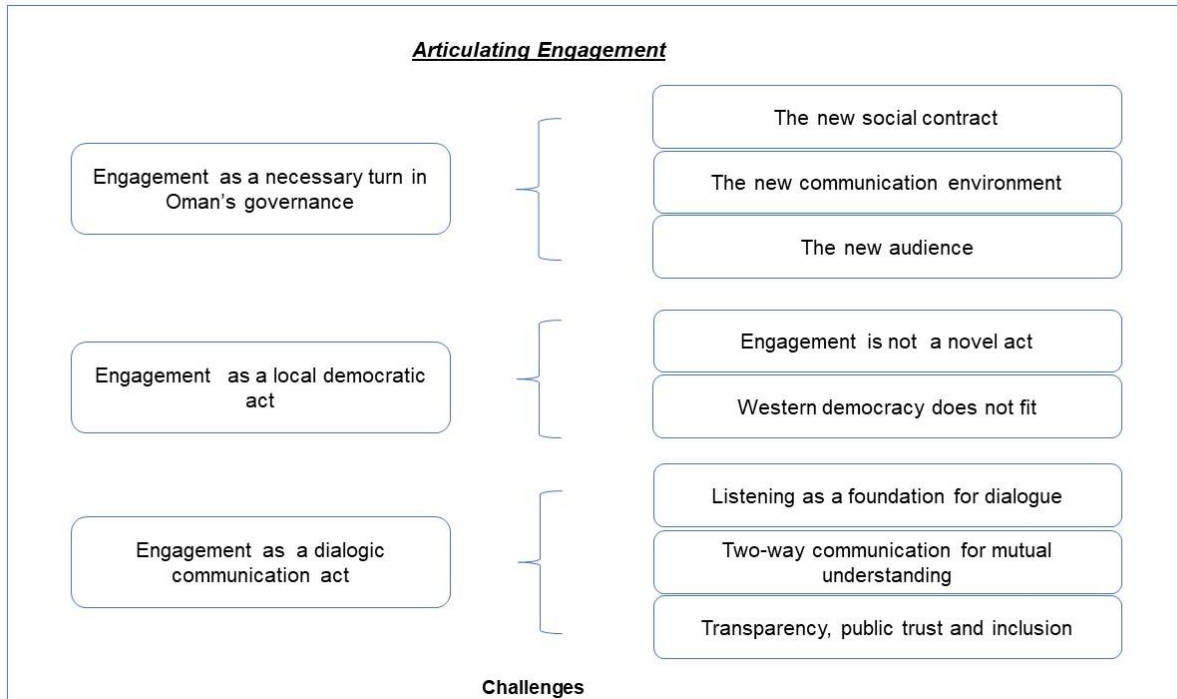 Articulating Engagement
Engagement as a necessary turn in
Oman's governance
The new social contract
The new communication environment
The new audience
Engagement as a local democratic
act
Engagement is not a novel act
Western democracy does not fit
Engagement as a dialogic
communication act
Listening as a foundation for dialogue
Two-way communication for mutual
understanding
Transparency, public trust and inclusion
Challenges